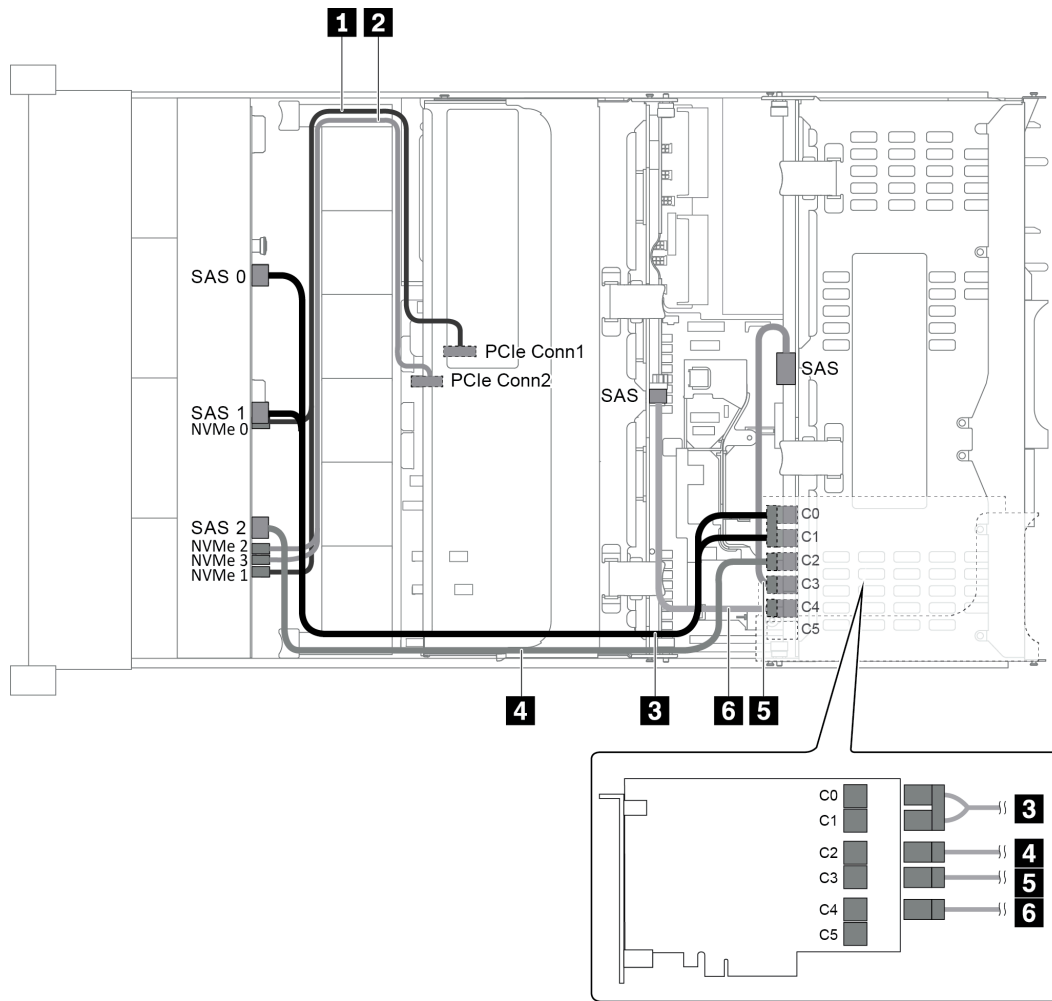 1 2
SAS 0
PCIe Conn1
SAS
PCIe Conn2
SAS
SAS 1
NVMe 0
C0
SAS 2
C1
NVMe 2
C2
NVMe 3
NVMe 1
C3
C4
C5
4 3 6 5
C0
3
C1
C2
4
C3
5
C4
6
C5